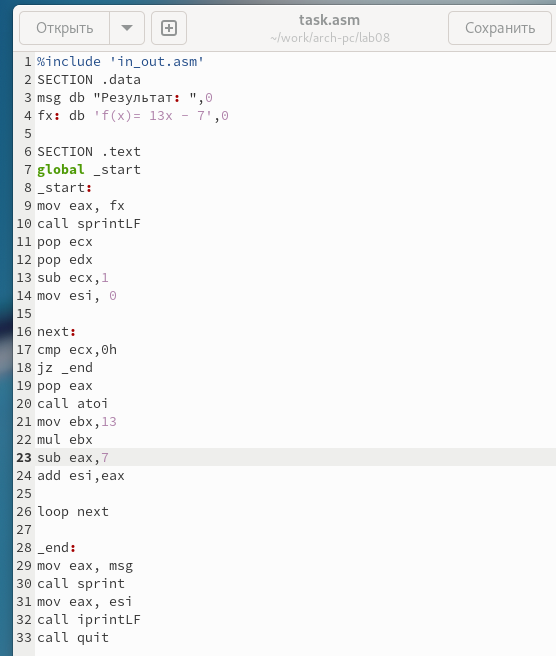 Открыть
task.asm
~/work/arch-pc/lab08
Сохранить
1 %include 'in_out.asm'
2 SECTION .data
3 msg db "Результат: ",0
4 fx: db 'f(x)= 13x - 7',0
5
6 SECTION .text
7 global _start
8 _start:
9 mov eax, fx
10 call sprintLF
11 pop ecx
12 pop edx
13 sub ecx,1
14 mov esi, 0
15
16 next:
17 cmp ecx,0h
18 jz _end
19 pop eax
20 call atoi
21 mov ebx,13
22 mul ebx
23 sub eax,7
24 add esi,eax
25
26 loop next
27
28 _end:
29 mov eax, msg
30 call sprint
31 mov eax, esi
32 call iprintLF
33 call quit